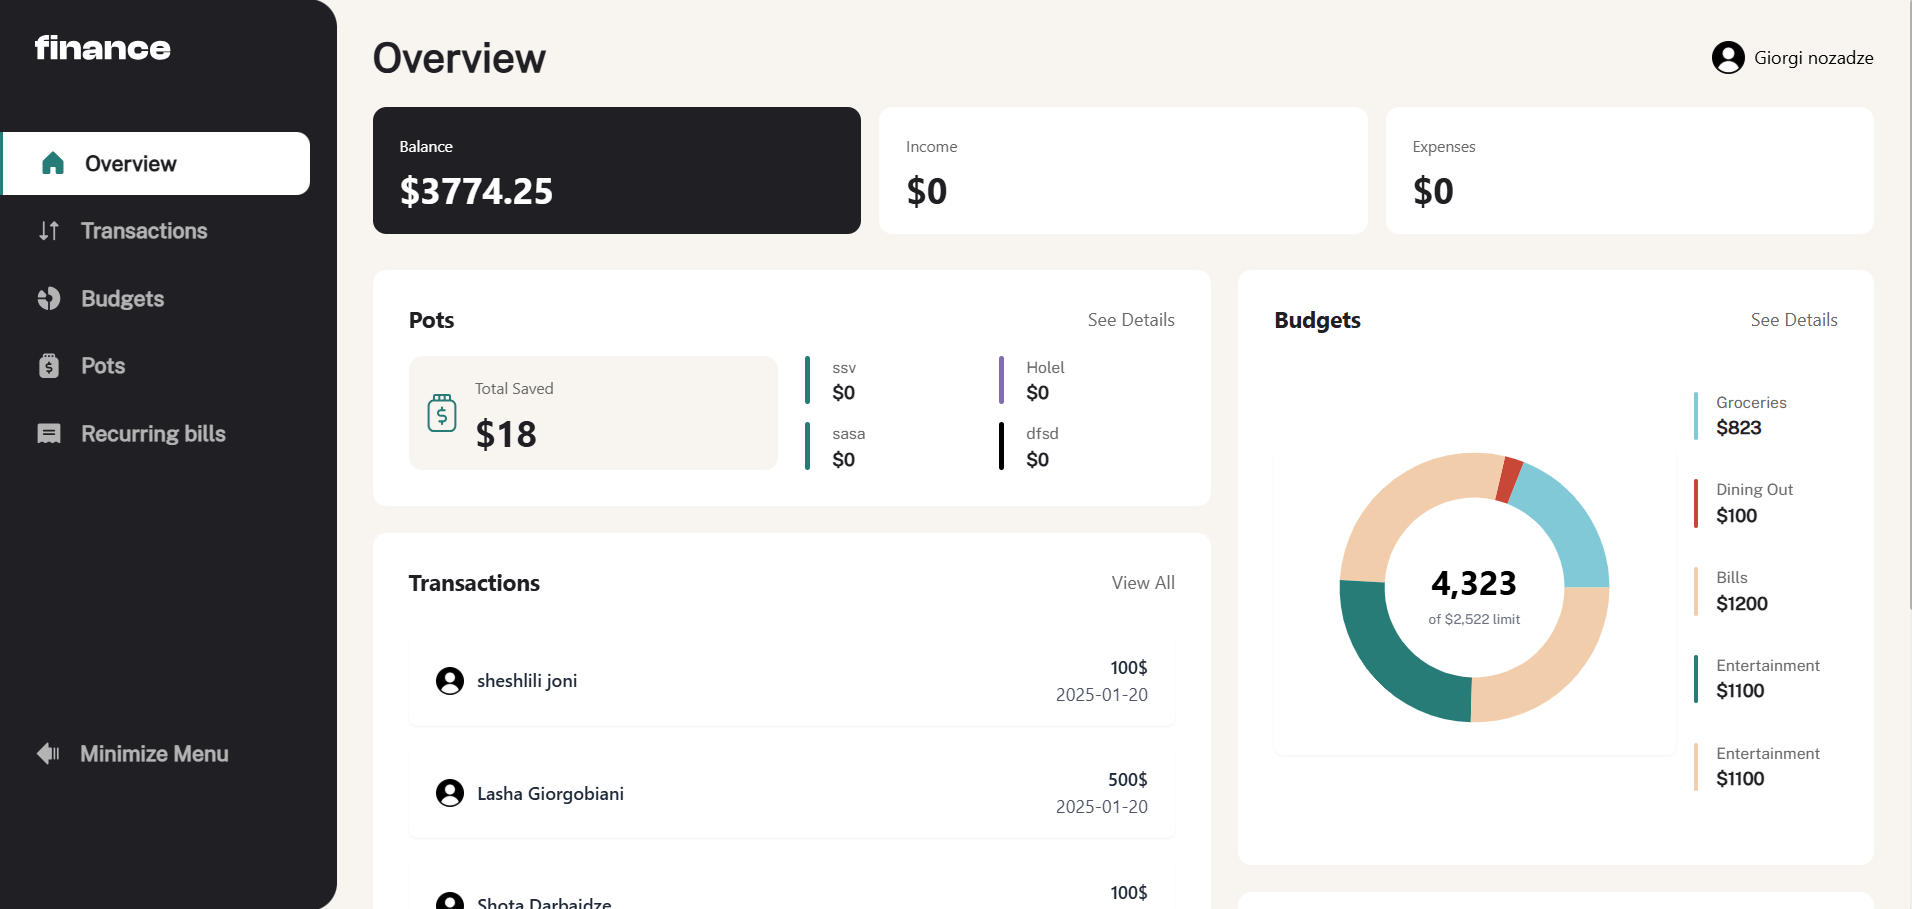 finance
Overview
Transactions
Budgets
Pots
Recurring bills
Minimize Menu
Overview
Giorgi nozadze
Balance
$3774.25
Income
$0
Expenses
$0
Pots
See Details
Total Saved
$18
ssv
$0
Holel
$0
sasa
$0
dfsd
$0
Transactions
View All
sheshlili joni
100$
2025-01-20
Lasha Giorgobiani
500$
2025-01-20
Shota Darbaidze
100$
Budgets
See Details
4,323
of $2,522 limit
Groceries
$823
Dining Out
$100
Bills
$1200
Entertainment
$1100
Entertainment
$1100